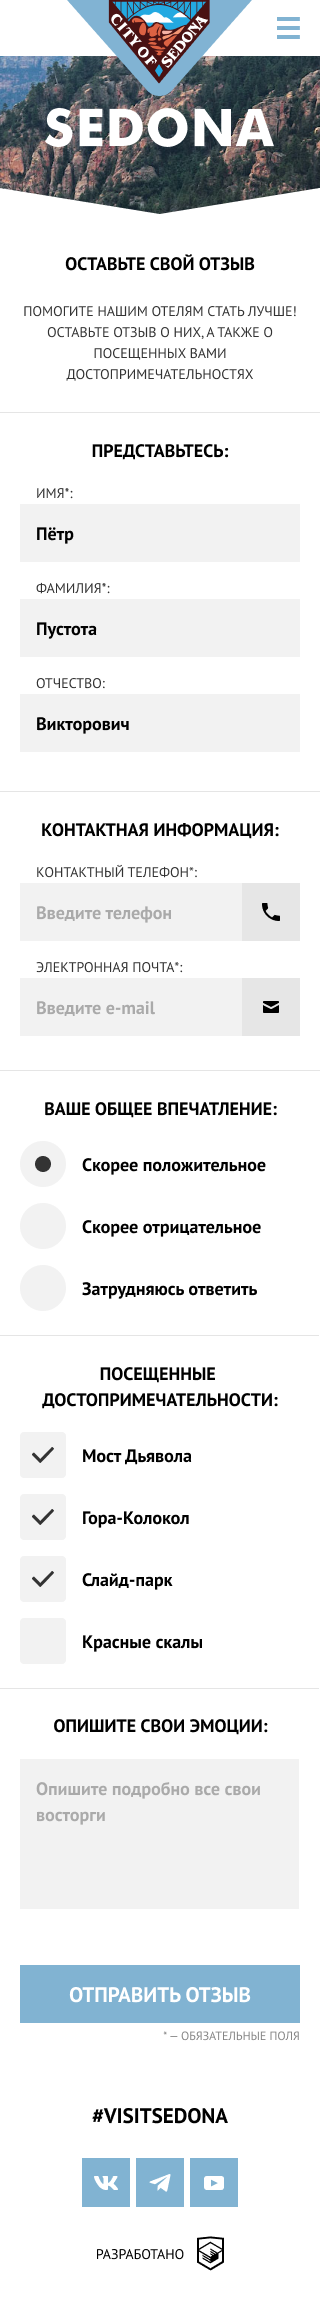 CITY OF SEDONA
SEDONA
ОСТАВЬТЕ СВОЙ ОТЗЫВ
ПОМОГИТЕ НАШИМ ОТЕЛЯМ СТАТЬ ЛУЧШЕ!
ОСТАВЬТЕ ОТЗЫВ О НИХ, А ТАКЖЕ О
ПОСЕЩЕННЫХ ВАМИ
ДОСТОПРИМЕЧАТЕЛЬНОСТЯХ
ПРЕДСТАВЬТЕСЬ:
ИМЯ*:
Пётр
ФАМИЛИЯ*:
Пустота
ОТЧЕСТВО:
Викторович
КОНТАКТНАЯ ИНФОРМАЦИЯ:
КОНТАКТНЫЙ ТЕЛЕФОН*:
Введите телефон
ЭЛЕКТРОННАЯ ПОЧТА*:
Введите e-mail
ВАШЕ ОБЩЕЕ ВПЕЧАТЛЕНИЕ:
Скорее положительное
Скорее отрицательное
Затрудняюсь ответить
ПОСЕЩЕННЫЕ
ДОСТОПРИМЕЧАТЕЛЬНОСТИ:
Мост Дьявола
Гора-Колокол
Слайд-парк
Красные скалы
ОПИШИТЕ СВОИ ЭМОЦИИ:
Опишите подробно все свои
восторги
ОТПРАВИТЬ ОТЗЫВ
* — ОБЯЗАТЕЛЬНЫЕ ПОЛЯ
#VISITSEDONA
РАЗРАБОТАНО